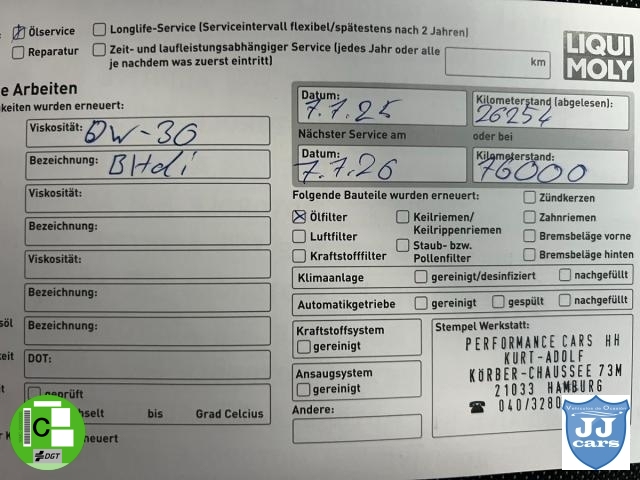 Ölservice
Longlife-Service (Serviceintervall flexibel/spätestens nach 2 Jahren)
Reparatur
Zeit- und laufleistungsabhängiger Service (jedes Jahr oder alle
km
je nachdem was zuerst eintritt)
LIQUI
MOLY
e Arbeiten
keiten wurden erneuert:
Viskosität: 0W-30
Bezeichnung: BHdi
Viskosität:
Bezeichnung:
Viskosität:
Bezeichnung:
Bezeichnung:
DOT:
geprüft
bis Grad Celcius
Datum: 7.1.25
Kilometerstand (abgelesen): 26254
Nächster Service am oder bei
Datum: 7.7.26
Kilometerstand: 76000
Folgende Bauteile wurden erneuert:
Zündkerzen
Ölfilter
Keilriemen/
Keilrippenriemen
Zahnriemen
Luftfilter
Staub- bzw.
Pollenfilter
Bremsbeläge vorne
Kraftstofffilter
Bremsbeläge hinten
Klimaanlage gereinigt/desinfiziert nachgefüllt
Automatikgetriebe gereinigt gespült nachgefüllt
Kraftstoffsystem
gereinigt
Ansaugsystem
gereinigt
Andere:
Stempel Werkstatt:
PERFORMANCE CARS HH
KURT-ADOLF
KÖRBER-CHAUSSEE 73M
21033 HAMBURG
☎ 040/3280
C
DGT
JJ
cars